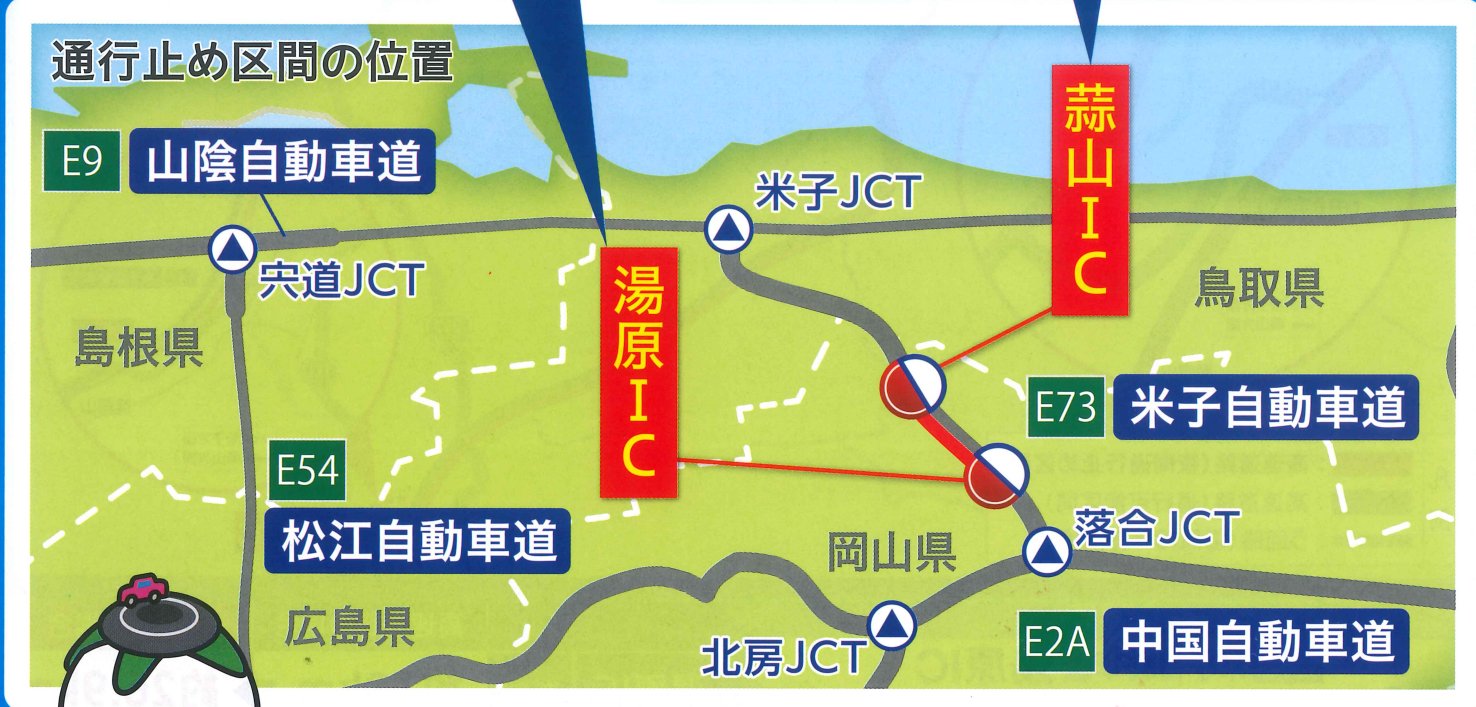 通行止め区間の位置
E9
山陰自動車道
宍道JCT
米子JCT
蒜山IC
湯原IC
鳥取県
島根県
E73
米子自動車道
E54
松江自動車道
岡山県
落合JCT
広島県
北房JCT
E2A
中国自動車道